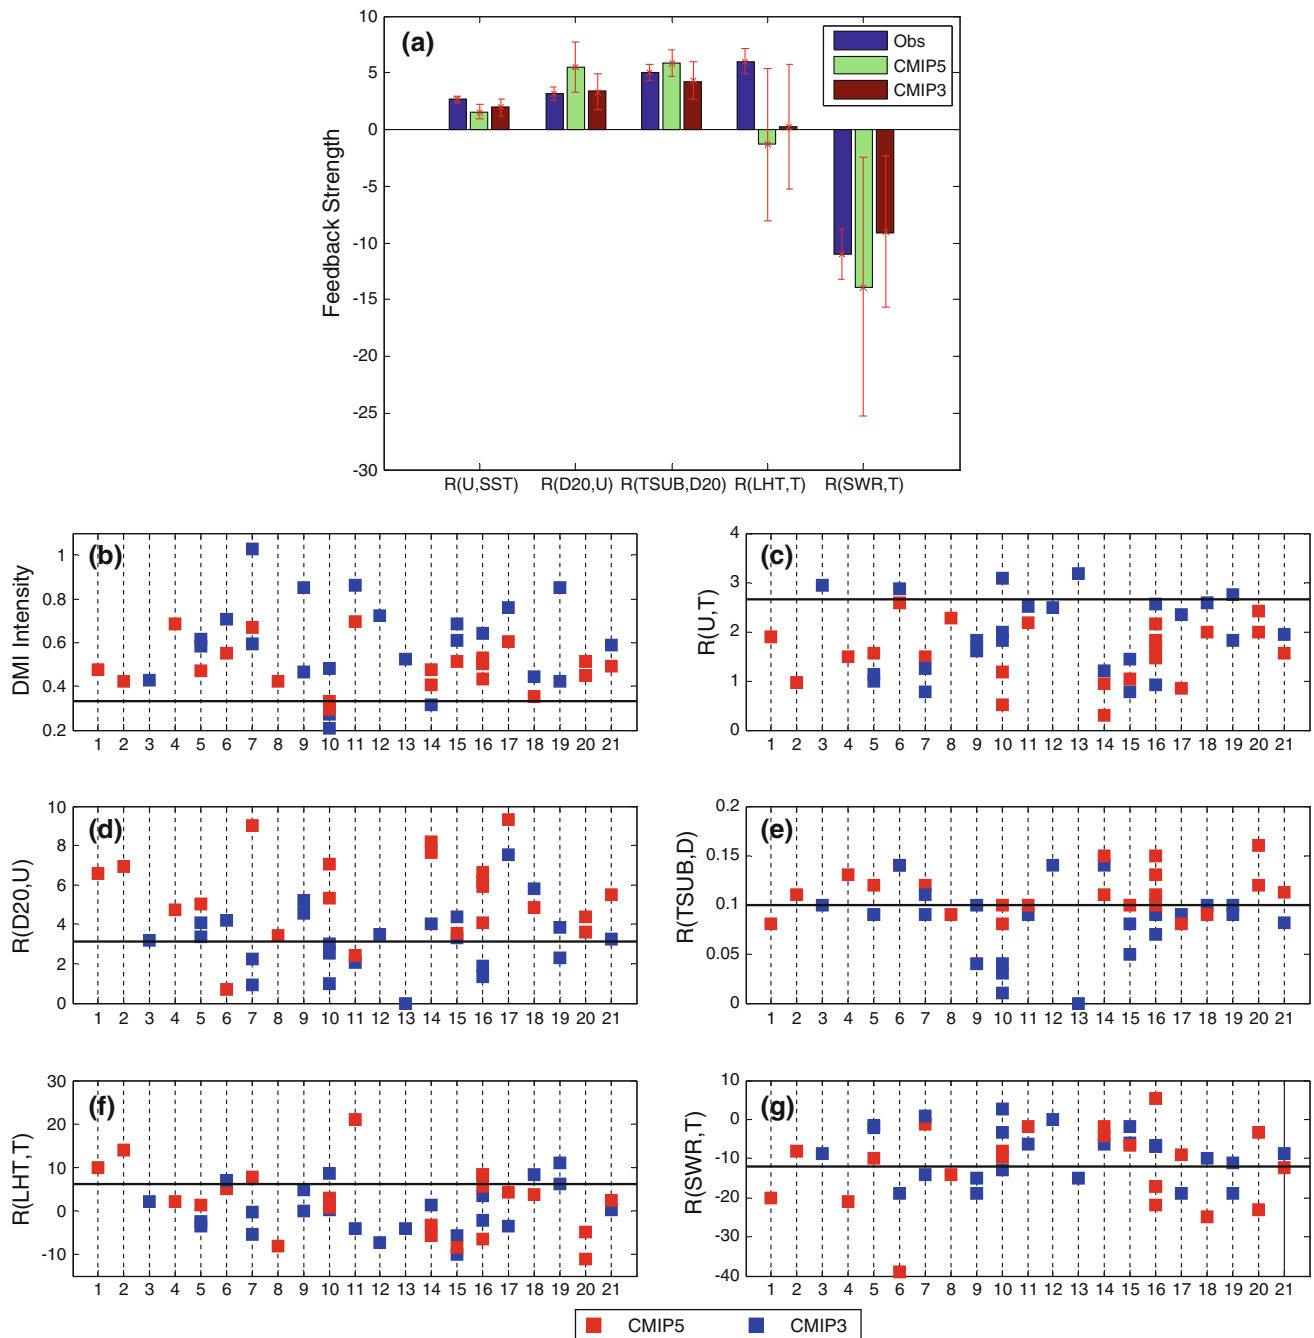 (a)
10
5
0
-5
-10
-15
-20
-25
-30
Feedback Strength
Obs
CMIP5
CMIP3
R(U,SST) R(D20,U) R(TSUB,D20) R(LHT,T) R(SWR,T)
(b)
1
0.8
0.6
0.4
0.2
DMI Intensity
1 2 3 4 5 6 7 8 9 10 11 12 13 14 15 16 17 18 19 20 21
(c)
4
3
2
1
0
R(U,T)
1 2 3 4 5 6 7 8 9 10 11 12 13 14 15 16 17 18 19 20 21
(d)
10
8
6
4
2
0
R(D20,U)
1 2 3 4 5 6 7 8 9 10 11 12 13 14 15 16 17 18 19 20 21
(e)
0.2
0.15
0.1
0.05
0
R(TSUB,D)
1 2 3 4 5 6 7 8 9 10 11 12 13 14 15 16 17 18 19 20 21
(f)
30
20
10
0
-10
R(LHT,T)
1 2 3 4 5 6 7 8 9 10 11 12 13 14 15 16 17 18 19 20 21
(g)
10
0
-10
-20
-30
-40
R(SWR,T)
1 2 3 4 5 6 7 8 9 10 11 12 13 14 15 16 17 18 19 20 21
CMIP5 CMIP3